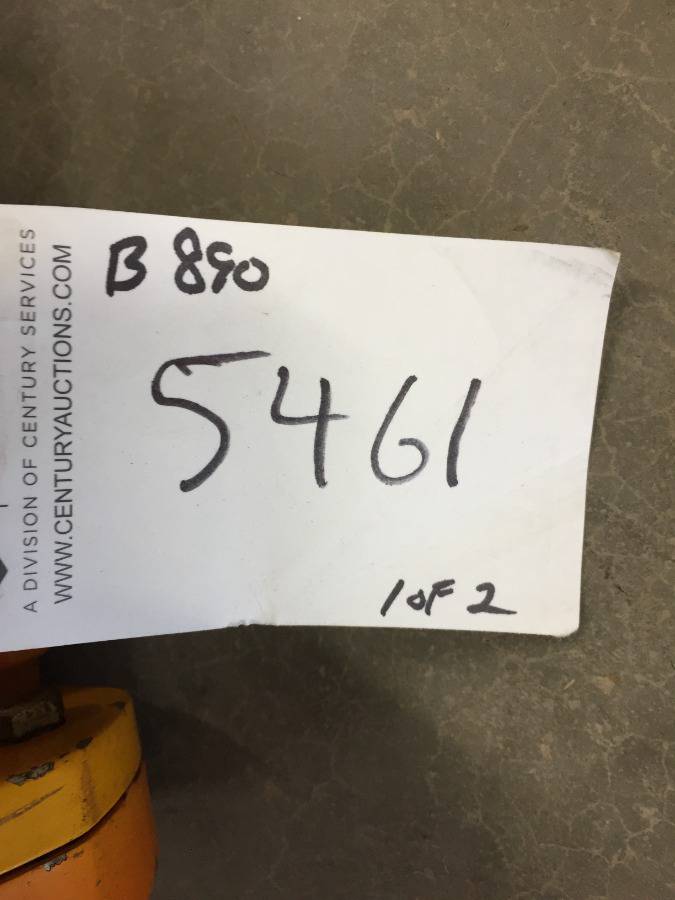 B 890
5461
1 OF 2
A DIVISION OF CENTURY SERVICES
WWW.CENTURYAUCTIONS.COM